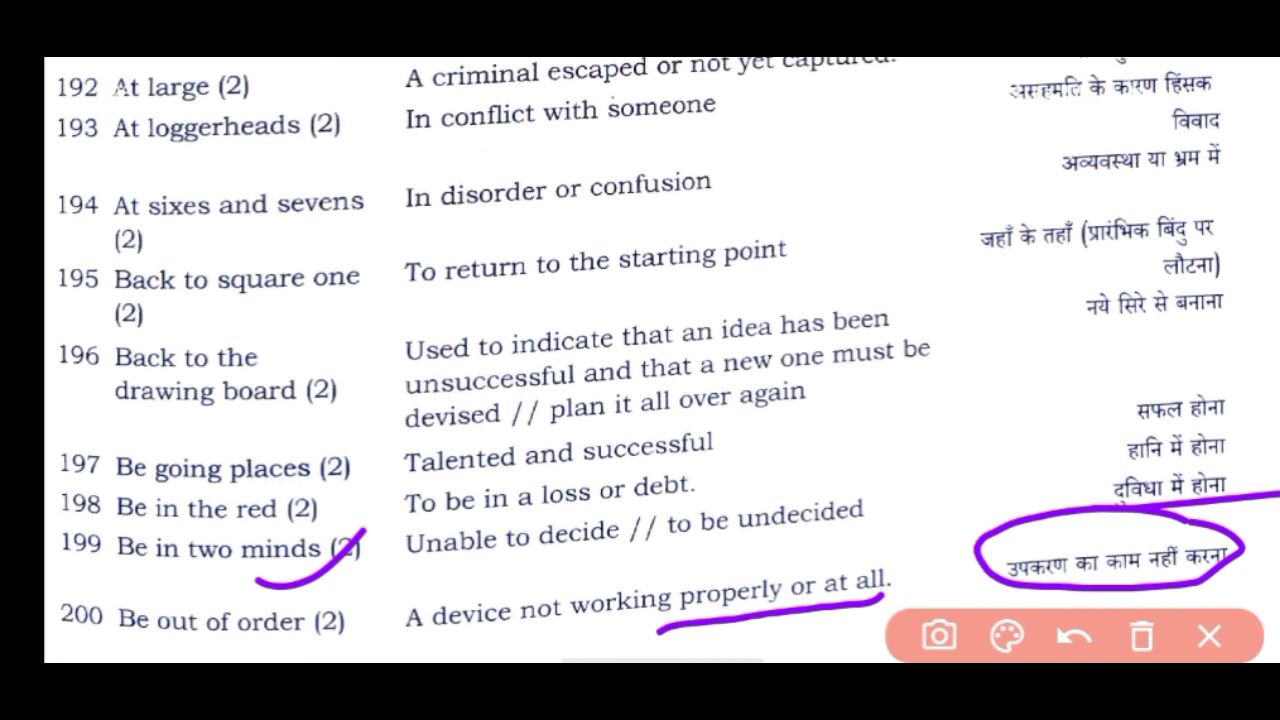 192 At large (2) A criminal escaped or not yet captured.
असहमति के कारण हिंसक
193 At loggerheads (2) In conflict with someone
विवाद
194 At sixes and sevens In disorder or confusion अव्यवस्था या भ्रम में
(2)
195 Back to square one To return to the starting point जहाँ के तहाँ (प्रारंभिक बिंदु पर
(2) लौटना)
196 Back to the Used to indicate that an idea has been नये सिरे से बनाना
drawing board (2) unsuccessful and that a new one must be
devised // plan it all over again
197 Be going places (2) Talented and successful सफल होना
198 Be in the red (2) To be in a loss or debt. हानि में होना
199 Be in two minds (2) Unable to decide // to be undecided दुविधा में होना
200 Be out of order (2) A device not working properly or at all. उपकरण का काम नहीं करना